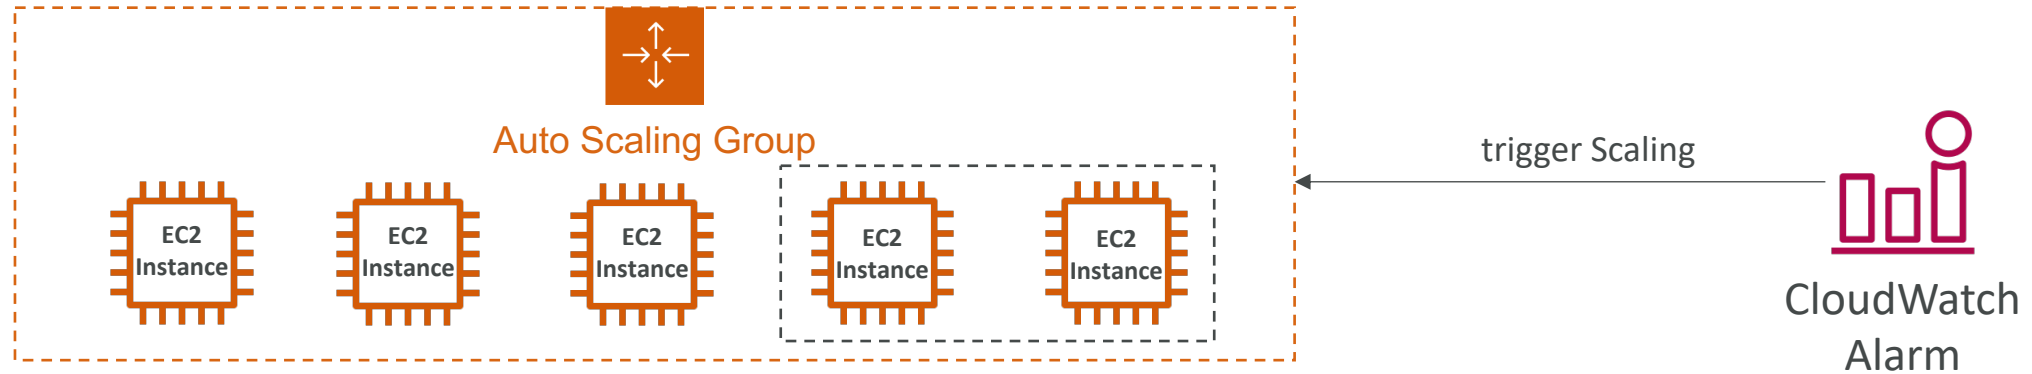 Auto Scaling Group
trigger Scaling
EC2
Instance
EC2
Instance
EC2
Instance
EC2
Instance
EC2
Instance
CloudWatch
Alarm